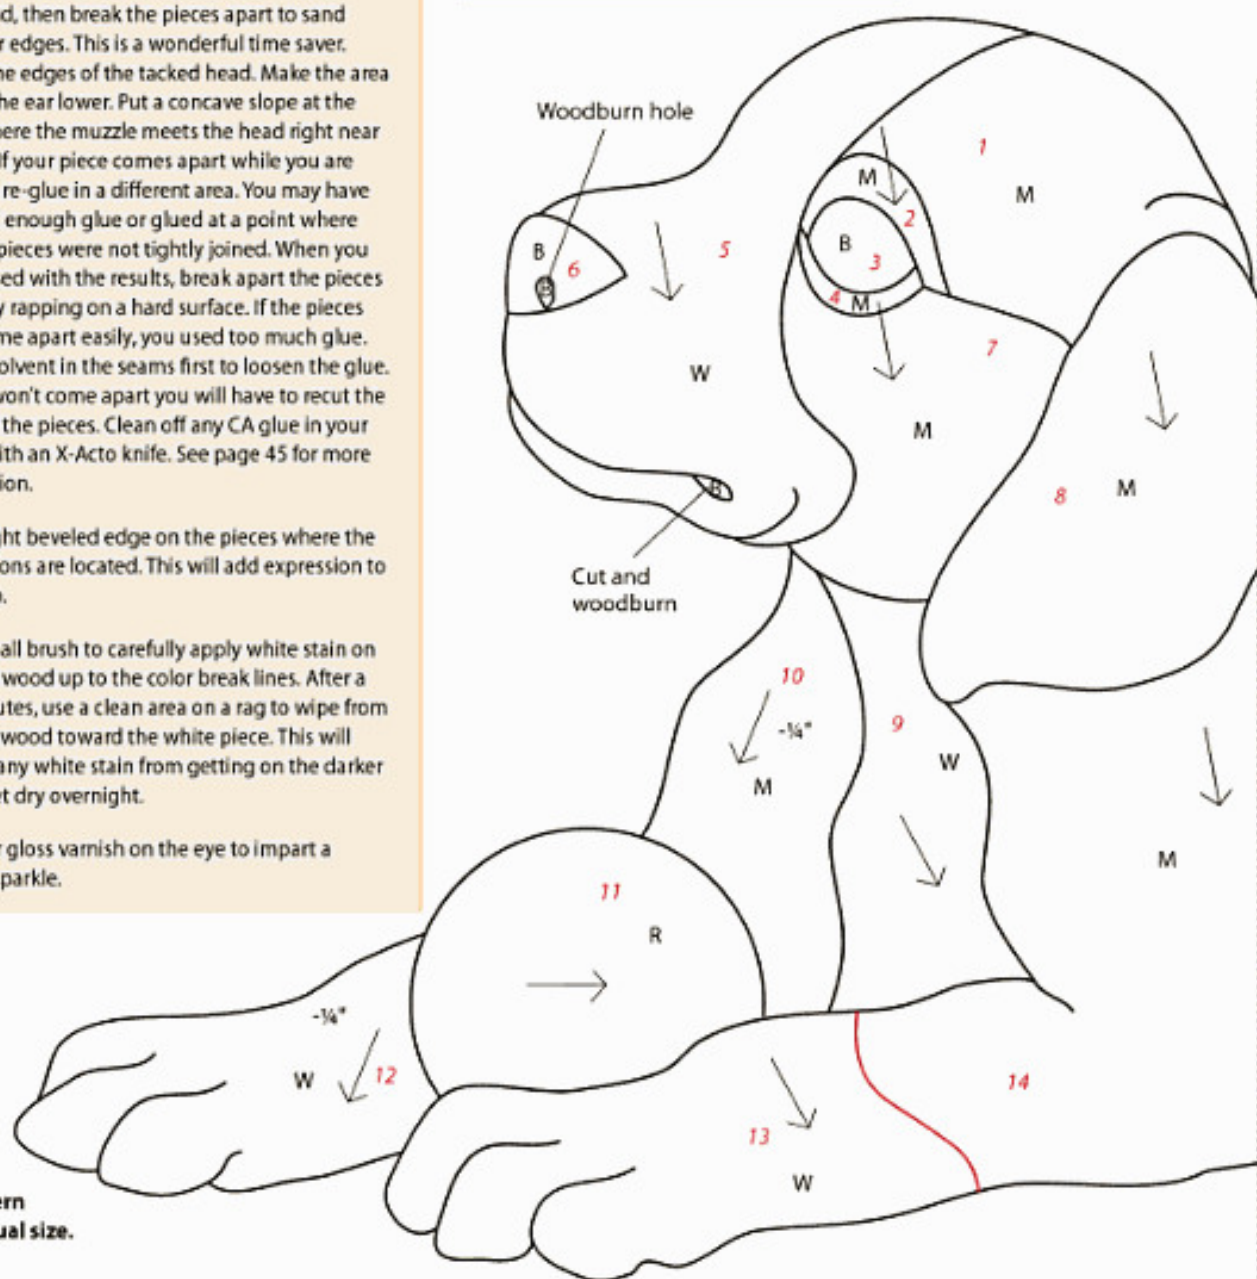 d, then break the pieces apart to sand
r edges. This is a wonderful time saver.
he edges of the tacked head. Make the area
he ear lower. Put a concave slope at the
ere the muzzle meets the head right near
If your piece comes apart while you are
re-glue in a different area. You may have
enough glue or glued at a point where
pieces were not tightly joined. When you
sed with the results, break apart the pieces
y rapping on a hard surface. If the pieces
me apart easily, you used too much glue.
olvent in the seams first to loosen the glue.
won't come apart you will have to recut the
the pieces. Clean off any CA glue in your
ith an X-Acto knife. See page 45 for more
ion.
ght beveled edge on the pieces where the
ons are located. This will add expression to
all brush to carefully apply white stain on
wood up to the color break lines. After a
utes, use a clean area on a rag to wipe from
wood toward the white piece. This will
any white stain from getting on the darker
et dry overnight.
r gloss varnish on the eye to impart a
parkle.
ern
ual size.
Woodburn hole
1
M
M
2
B
3
4
M
5
B
6
B
W
7
M
8
M
B
Cut and
woodburn
10
-¼"
M
9
W
M
11
R
-¼"
W
12
13
W
14